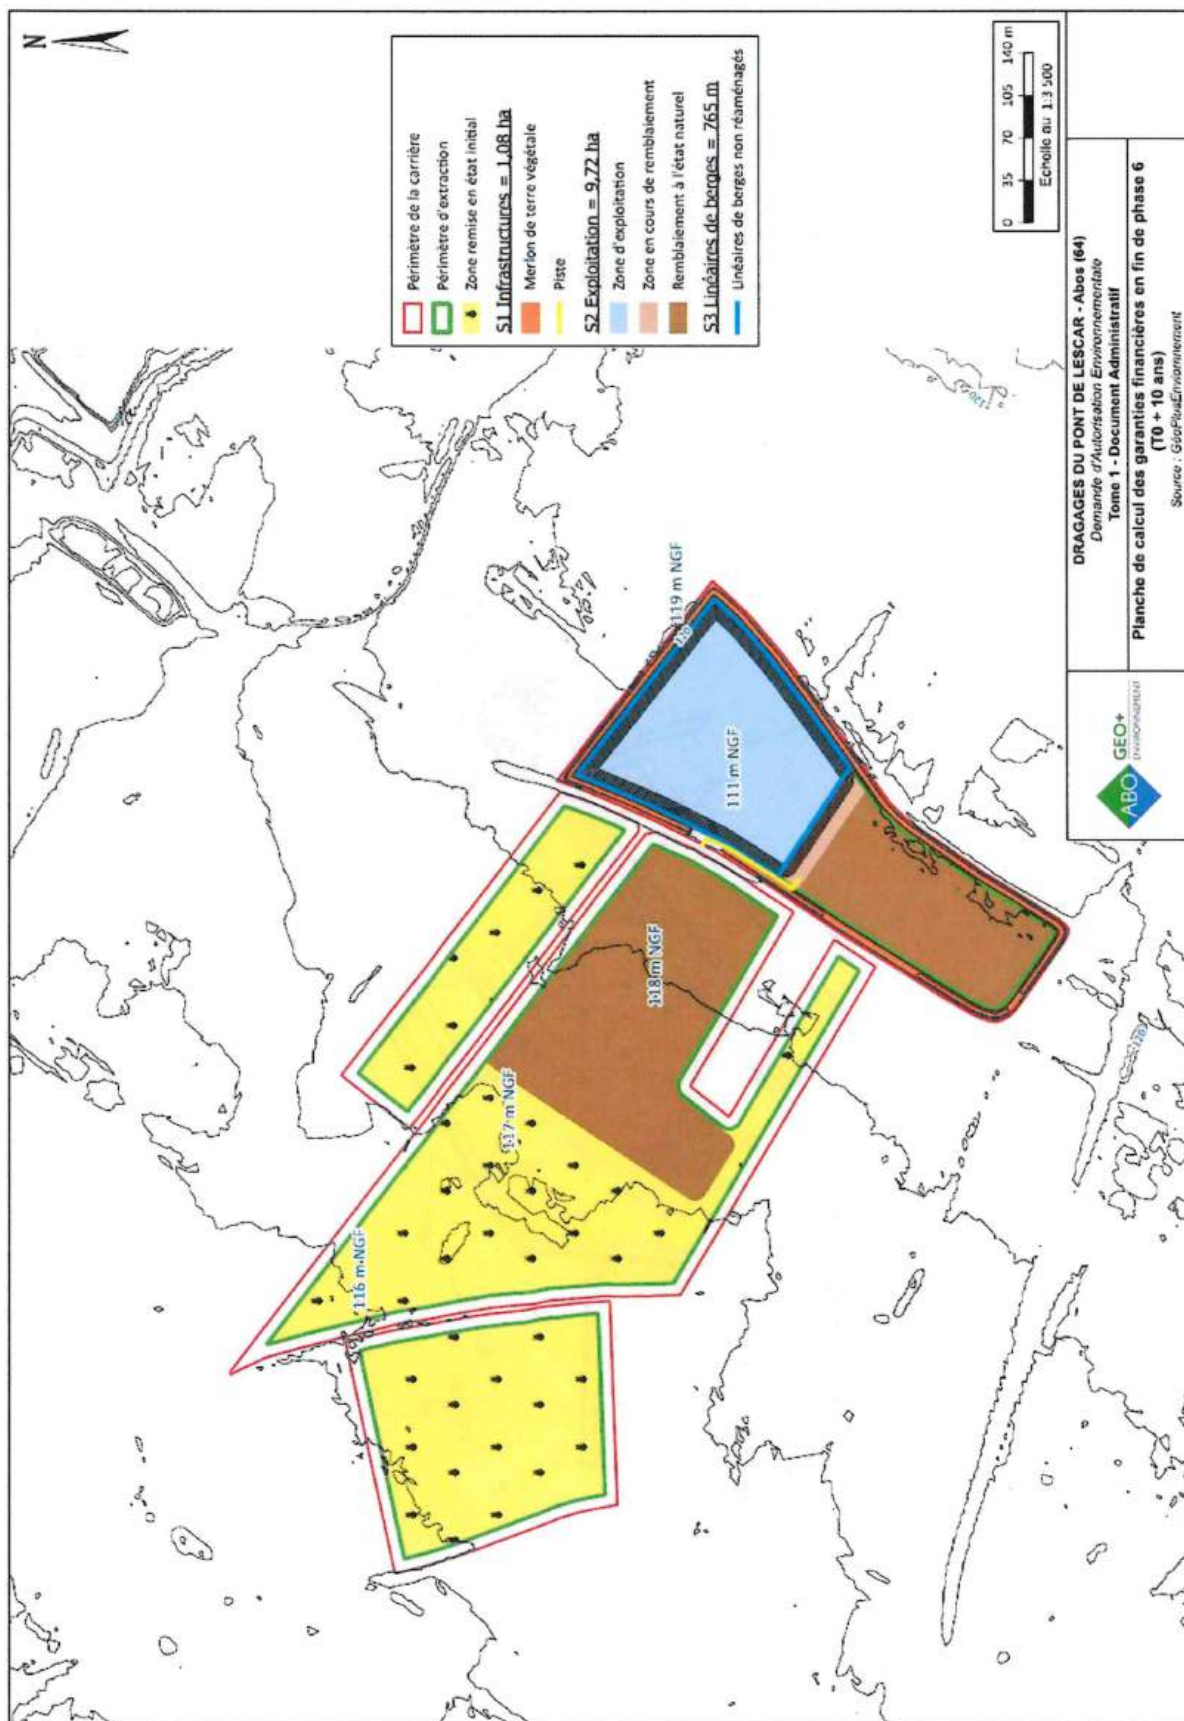 N
Périmètre de la carrière
Périmètre d'extraction
Zone remise en état initial
S1 Infrastructures = 1,08 ha
Merlon de terre végétale
Piste
S2 Exploitation = 9,72 ha
Zone d'exploitation
Zone en cours de remblaiement
Remblaiement à l'état naturel
S3 Linéaires de berges = 765 m
Linéaires de berges non réaménagés
116 m NGF
117 m NGF
118 m NGF
111 m NGF
119 m NGF
120
120
120
0 35 70 105 140 m
Echelle au 1:3 500
ABO
GEO+
ENVIRONNEMENT
DRAGAGES DU PONT DE LESCAR - Abos (64)
Demande d'Autorisation Environnementale
Tome 1 - Document Administratif
Planche de calcul des garanties financières en fin de phase 6
(T0 + 10 ans)
Source : GéoPlusEnvironnement